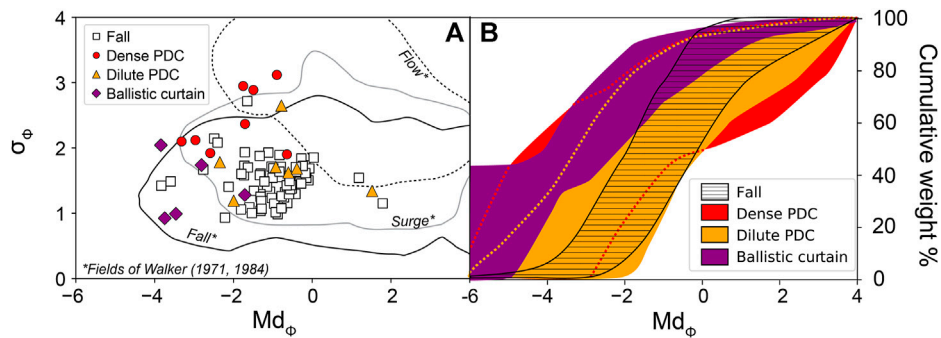 A
Fall
Dense PDC
Dilute PDC
Ballistic curtain
Flow*
Surge*
Fall*
*Fields of Walker (1971, 1984)
σΦ
4
3
2
1
0
−6
−4
−2
0
2
MdΦ
B
Fall
Dense PDC
Dilute PDC
Ballistic curtain
-6
−4
−2
0
2
4
MdΦ
100
80
60
40
20
0
Cumulative weight %